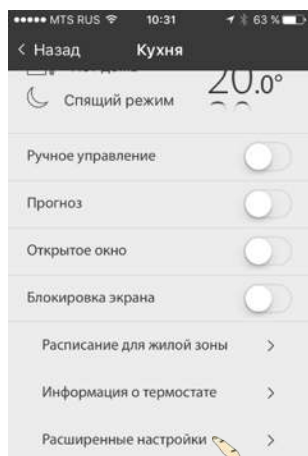 MTS RUS 10:31 63 %
Назад Кухня
20.0°
Спящий режим
Ручное управление
Прогноз
Открытое окно
Блокировка экрана
Расписание для жилой зоны
Информация о термостате
Расширенные настройки